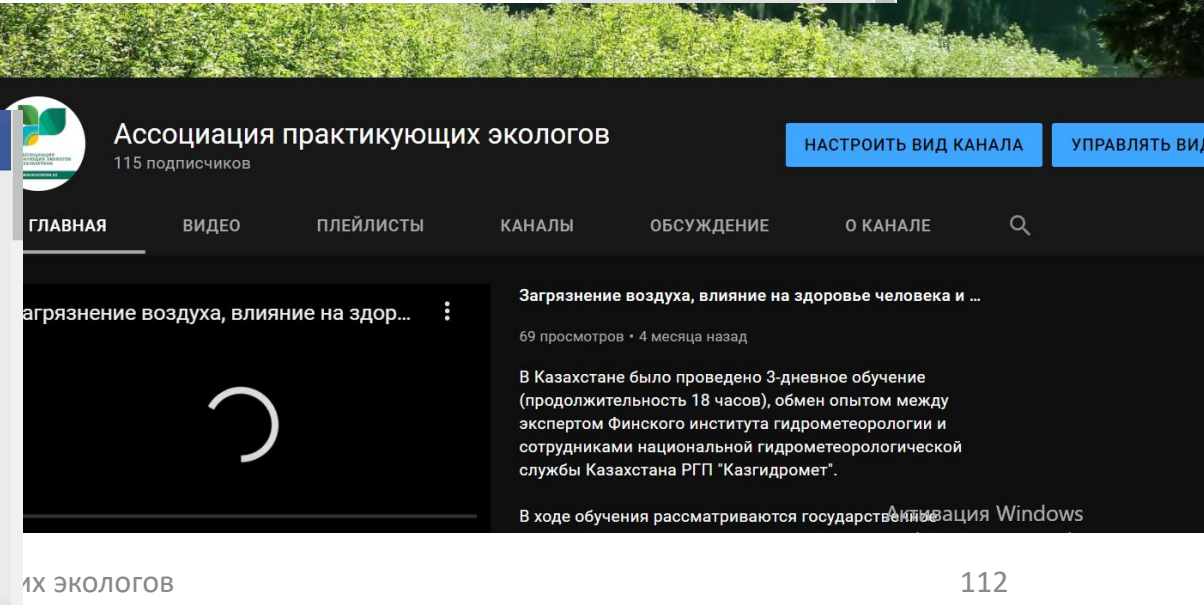 Ассоциация практикующих экологов
115 подписчиков
НАСТРОИТЬ ВИД КАНАЛА
УПРАВЛЯТЬ ВИД
ГЛАВНАЯ ВИДЕО ПЛЕЙЛИСТЫ КАНАЛЫ ОБСУЖДЕНИЕ О КАНАЛЕ
агрязнение воздуха, влияние на здор...
Загрязнение воздуха, влияние на здоровье человека и ...
69 просмотров • 4 месяца назад
В Казахстане было проведено 3-дневное обучение
(продолжительность 18 часов), обмен опытом между
экспертом Финского института гидрометеорологии и
сотрудниками национальной гидрометеорологической
службы Казахстана РГП "Казгидромет".
В ходе обучения рассматриваются государственное
Активация Windows
их экологов
112